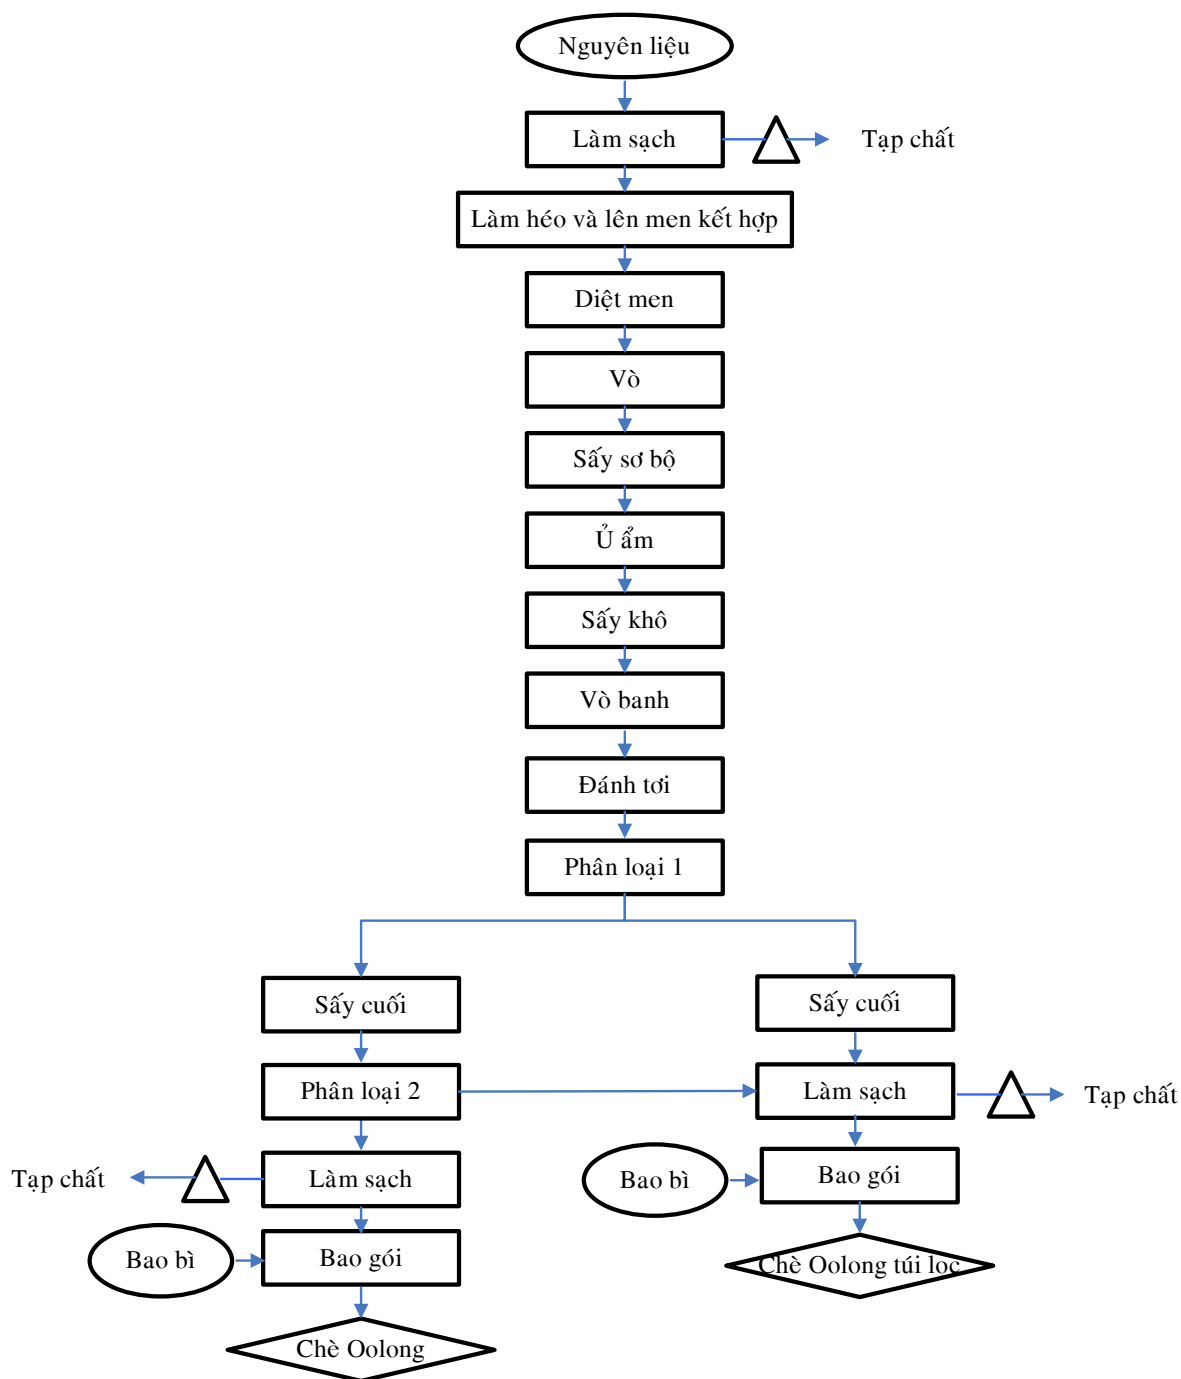 Nguyên liệu
Làm sạch
Tạp chất
Làm héo và lên men kết hợp
Diệt men
Vò
Sấy sơ bộ
Ủ ẩm
Sấy khô
Vò banh
Đánh tơi
Phân loại 1
Sấy cuối
Sấy cuối
Phân loại 2
Làm sạch
Tạp chất
Tạp chất
Làm sạch
Bao bì
Bao gói
Bao bì
Bao gói
Chè Oolong túi lọc
Chè Oolong